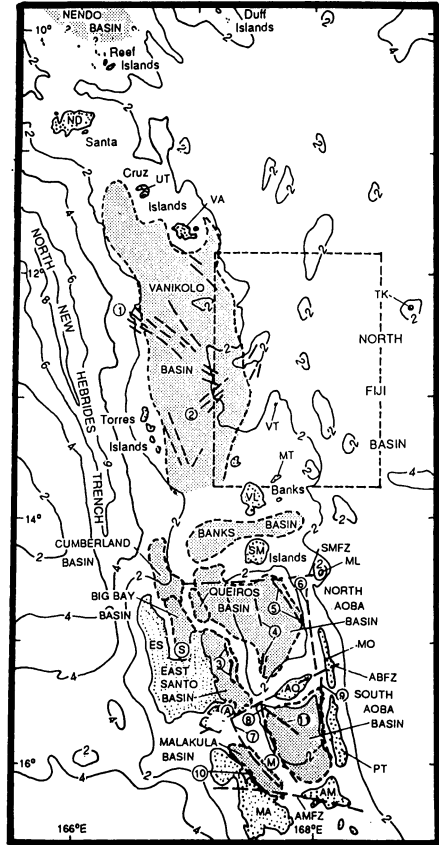 NENDO
BASIN
Duff
Islands
10°
Reef
Islands
ND
Santa
Cruz
UT
Islands
VA
12°
NORTH
NEW
HEBRIDES
TRENCH
VANIKOLO
BASIN
1
2
TK
NORTH
FIJI
BASIN
Torres
Islands
VT
MT
VL
Banks
14°
BANKS
BASIN
SM
Islands
SMFZ
ML
CUMBERLAND
BASIN
BIG BAY
BASIN
QUEIROS
BASIN
6
5
4
NORTH
AOBA
BASIN
MO
ABFZ
ES
S
3
EAST
SANTO
BASIN
AO
9
SOUTH
AOBA
BASIN
A
8
7
11
16°
MALAKULA
BASIN
M
10
PT
MA
AM
AMFZ
166°E
168°E